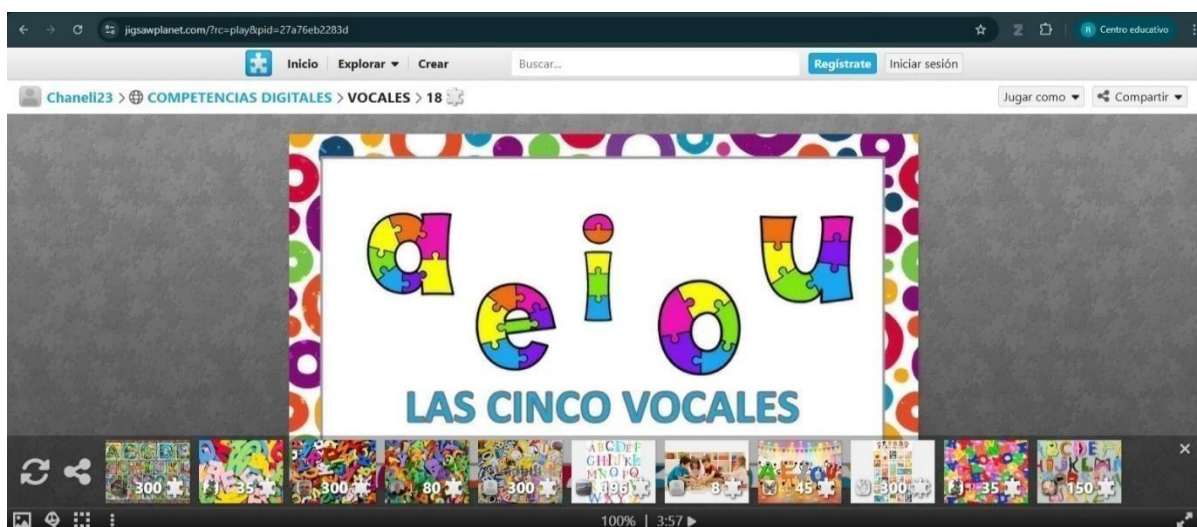 jigsawplanet.com/?rc=play&pid=27a76eb2283d
R Centro educativo
Inicio Explorar Crear Buscar... Regístrate Iniciar sesión
Chaneli23 > COMPETENCIAS DIGITALES > VOCALES > 18
Jugar como Compartir
a e i o u
LAS CINCO VOCALES
300 35 300 80 300 196 8 45 300 35 150
100% | 3:57